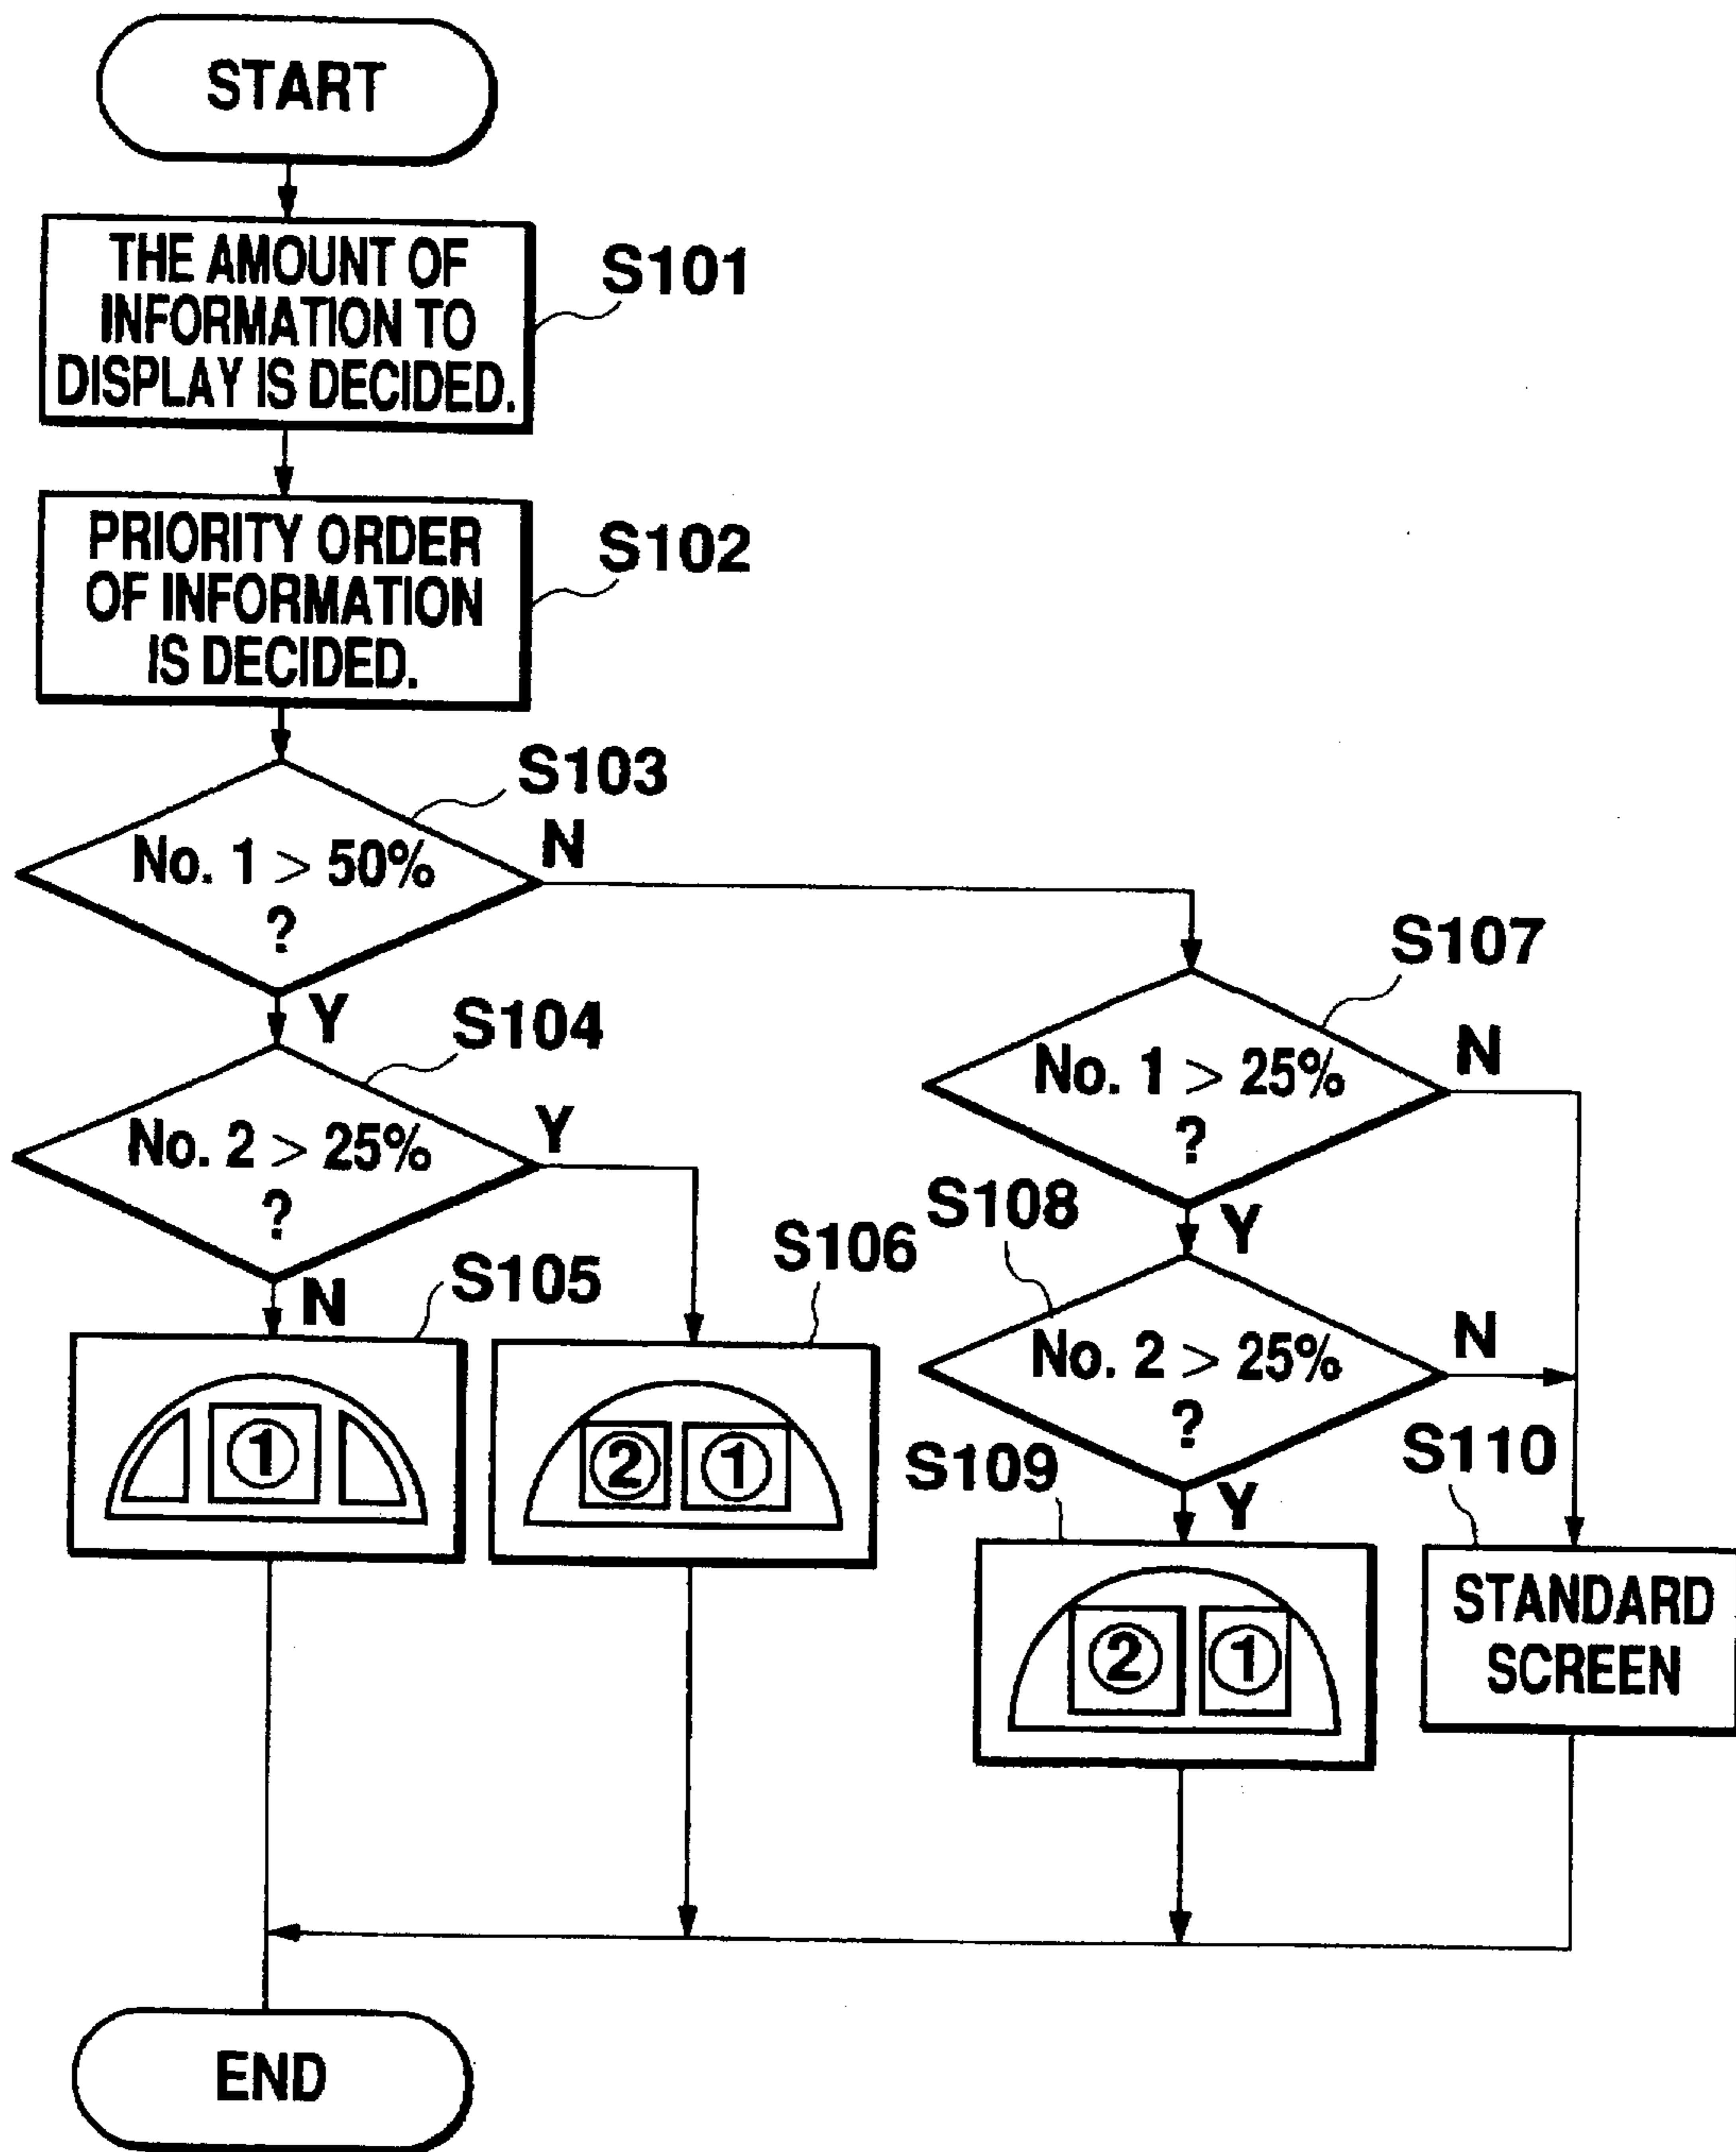 START
THE AMOUNT OF
INFORMATION TO
DISPLAY IS DECIDED.
S101
PRIORITY ORDER
OF INFORMATION
IS DECIDED.
S102
S103
No. 1 > 50%
?
N
Y
S104
No. 2 > 25%
?
Y
N
S107
No. 1 > 25%
?
N
Y
S108
No. 2 > 25%
?
N
Y
S105
①
S106
② ①
S109
② ①
S110
STANDARD
SCREEN
END